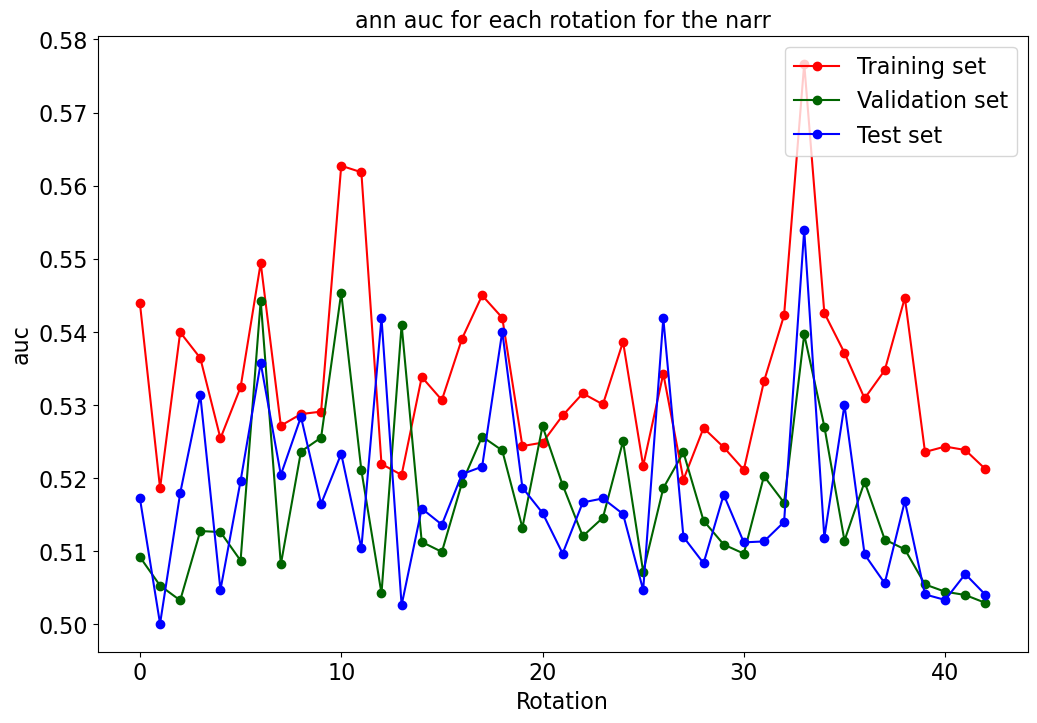 ann auc for each rotation for the narr
0.58
0.57
0.56
0.55
0.54
0.53
0.52
0.51
0.50
auc
Training set
Validation set
Test set
0
10
20
30
40
Rotation